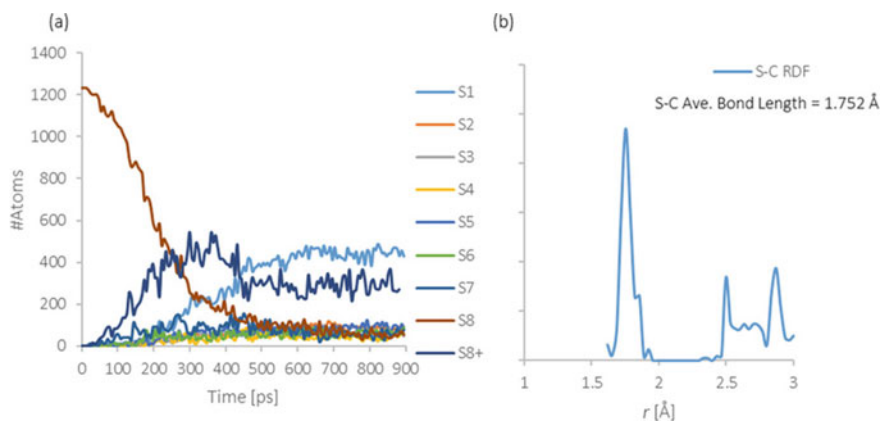 (a)
1400
1200
1000
800
600
400
200
0
#Atoms
0 100 200 300 400 500 600 700 800 900
Time [ps]
S1
S2
S3
S4
S5
S6
S7
S8
S8+
(b)
S-C RDF
S-C Ave. Bond Length = 1.752 Å
1 1.5 2 2.5 3
r [Å]